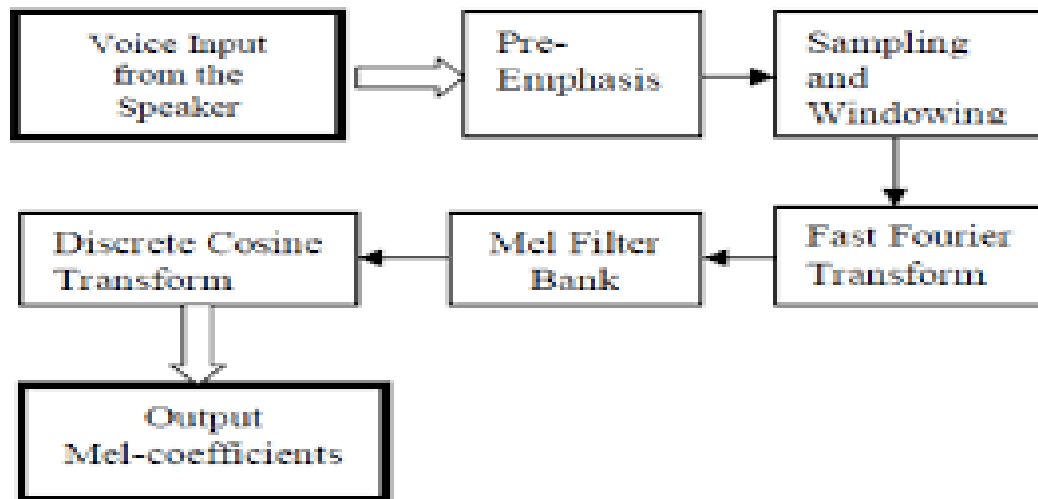 Voice Input
from the
Speaker
Pre-
Emphasis
Sampling
and
Windowing
Fast Fourier
Transform
Mel Filter
Bank
Discrete Cosine
Transform
Output
Mel-coefficients